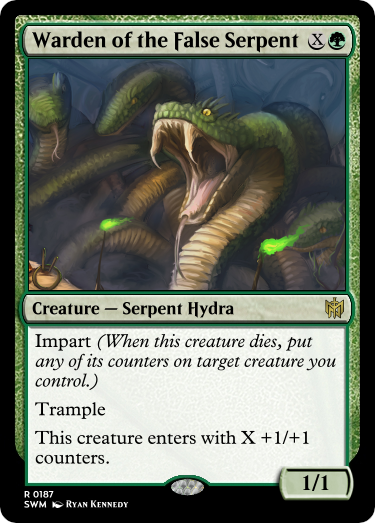 Warden of the False Serpent X
Creature — Serpent Hydra
Impart (When this creature dies, put
any of its counters on target creature you
control.)
Trample
This creature enters with X +1/+1
counters.
1/1
R 0187
SWM Ryan Kennedy